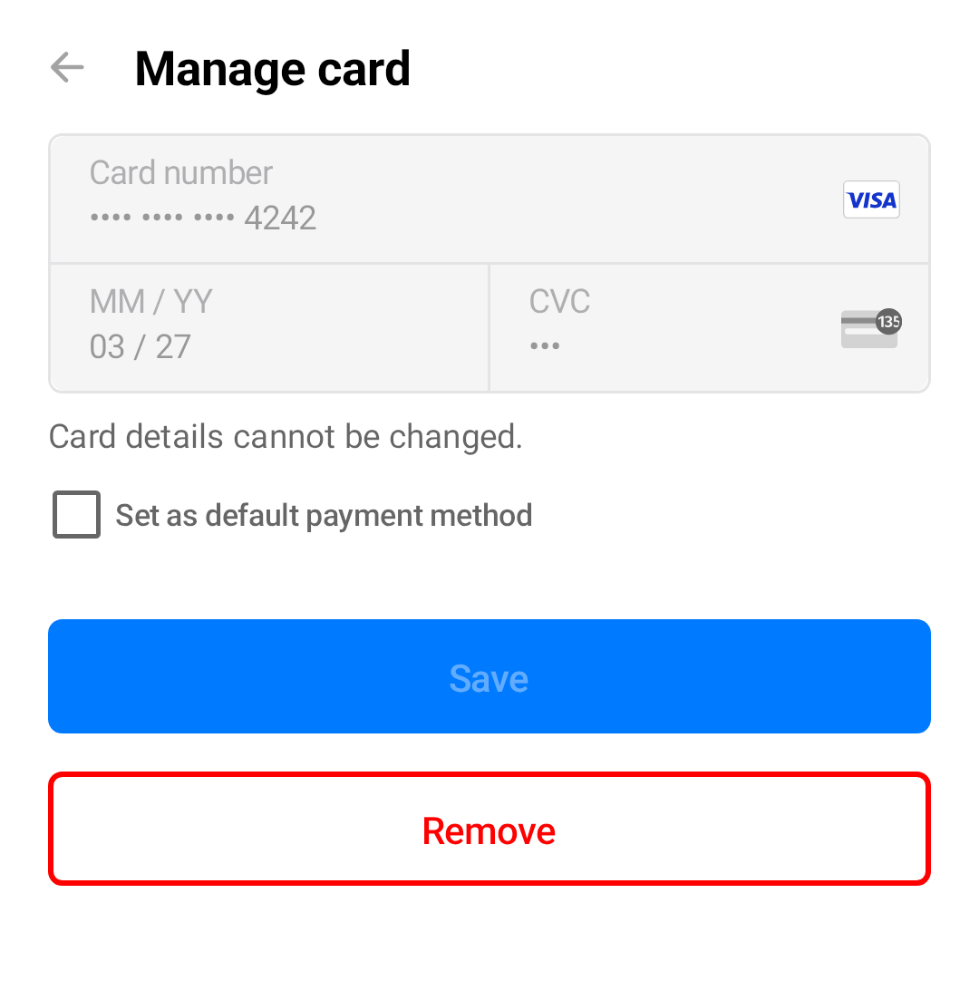 Manage card
Card number
•••• •••• •••• 4242
VISA
MM / YY
03 / 27
CVC
•••
135
Card details cannot be changed.
Set as default payment method
Save
Remove